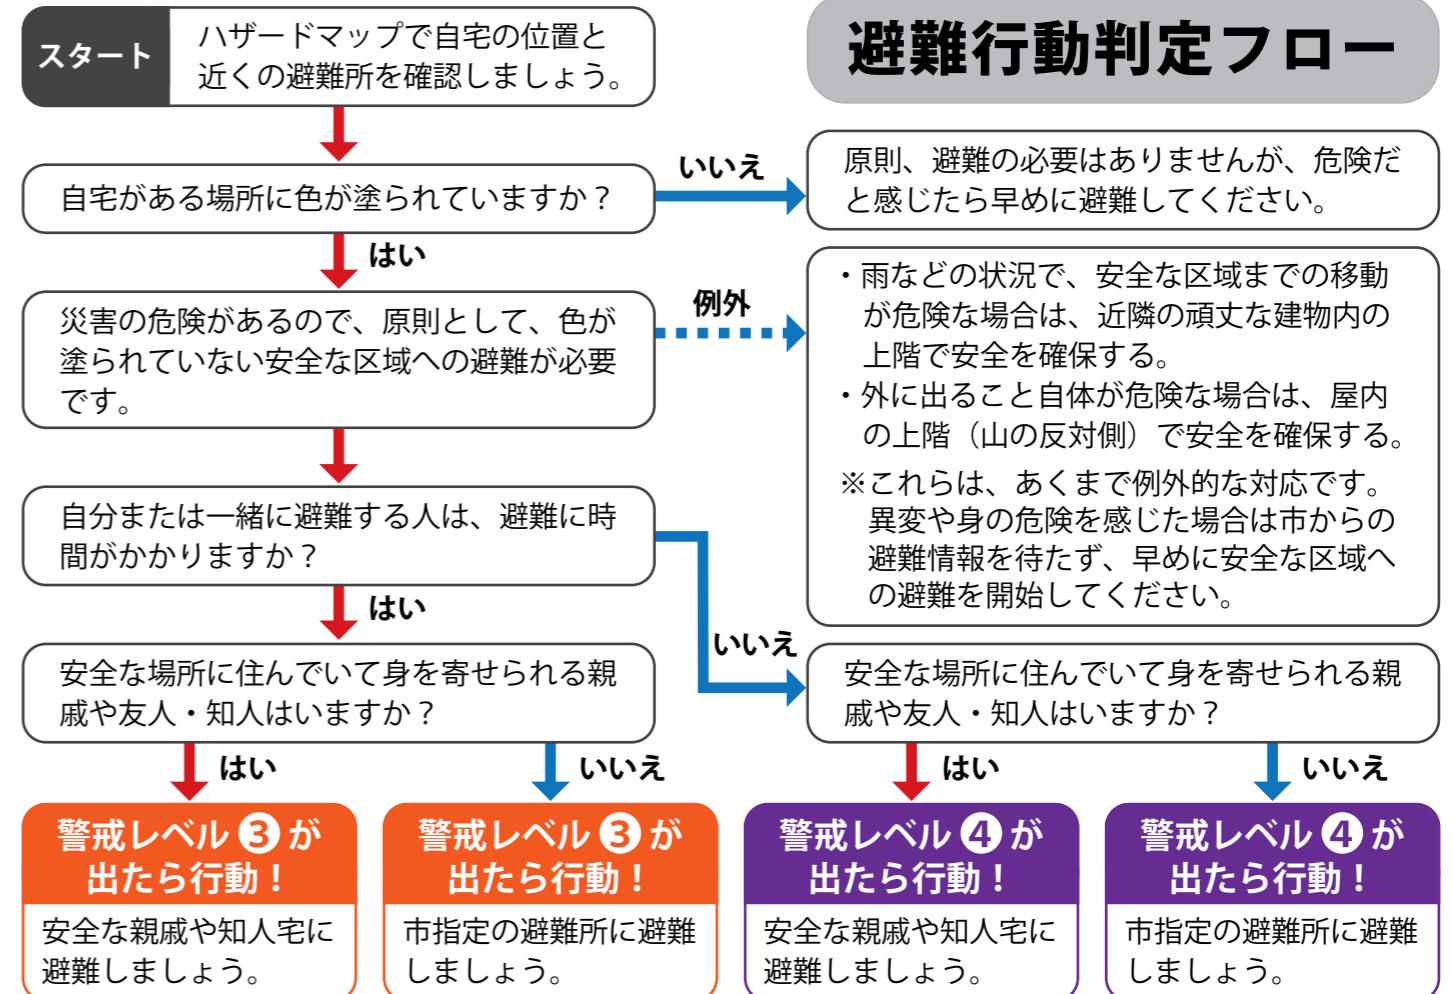 避難行動判定フロー
スタート
ハザードマップで自宅の位置と
近くの避難所を確認しましょう。
自宅がある場所に色が塗られていますか？
いいえ
原則、避難の必要はありませんが、危険だ
と感じたら早めに避難してください。
はい
災害の危険があるので、原則として、色が
塗られていない安全な区域への避難が必要
です。
例外
・雨などの状況で、安全な区域までの移動
が危険な場合は、近隣の頑丈な建物内の
上階で安全を確保する。
・外に出ること自体が危険な場合は、屋内
の上階（山の反対側）で安全を確保する。
※これらは、あくまで例外的な対応です。
異変や身の危険を感じた場合は市からの
避難情報を待たず、早めに安全な区域へ
の避難を開始してください。
自分または一緒に避難する人は、避難に時
間がかかりますか？
はい
いいえ
安全な場所に住んでいて身を寄せられる親
戚や友人・知人はいますか？
安全な場所に住んでいて身を寄せられる親
戚や友人・知人はいますか？
はい
いいえ
はい
いいえ
警戒レベル❸が
出たら行動！
安全な親戚や知人宅に
避難しましょう。
警戒レベル❸が
出たら行動！
市指定の避難所に避難
しましょう。
警戒レベル❹が
出たら行動！
安全な親戚や知人宅に
避難しましょう。
警戒レベル❹が
出たら行動！
市指定の避難所に避難
しましょう。